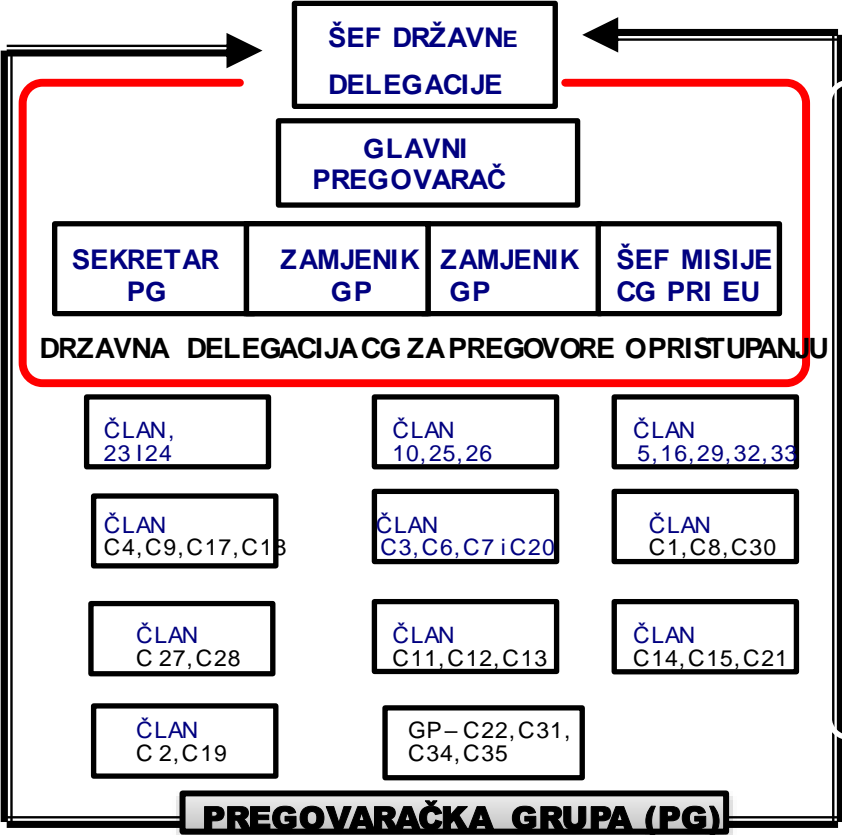 ŠEF DRŽAVNE
DELEGACIJE
GLAVNI
PREGOVARAČ
SEKRETAR
PG
ZAMJENIK
GP
ZAMJENIK
GP
ŠEF MISIJE
CG PRI EU
DRZAVNA DELEGACIJA CG ZA PREGOVORE O PRISTUPANJU
ČLAN,
23 I 24
ČLAN
10,25,26
ČLAN
5,16,29,32,33
ČLAN
C4,C9,C17,C18
ČLAN
C3,C6,C7 i C20
ČLAN
C1,C8,C30
ČLAN
C 27,C28
ČLAN
C11,C12,C13
ČLAN
C14,C15,C21
ČLAN
C 2,C19
GP– C22,C31,
C34,C35
PREGOVARAČKA GRUPA (PG)